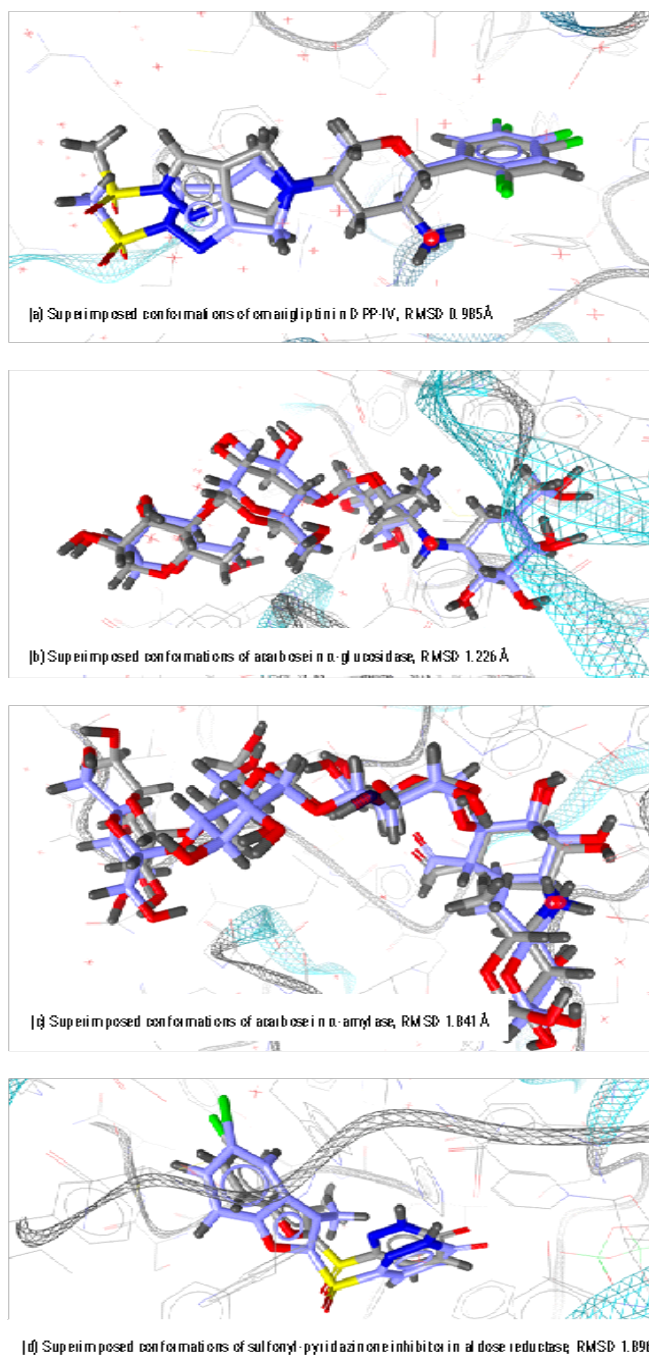 (a) Superimposed conformations of omarigliptin in DPP-IV, RMSD 0.985Å
(b) Superimposed conformations of acarbose in α-glucosidase, RMSD 1.226Å
(c) Superimposed conformations of acarbose in α-amylase, RMSD 1.841Å
(d) Superimposed conformations of sulfonyl-pyridazinone inhibitor in aldose reductase, RMSD